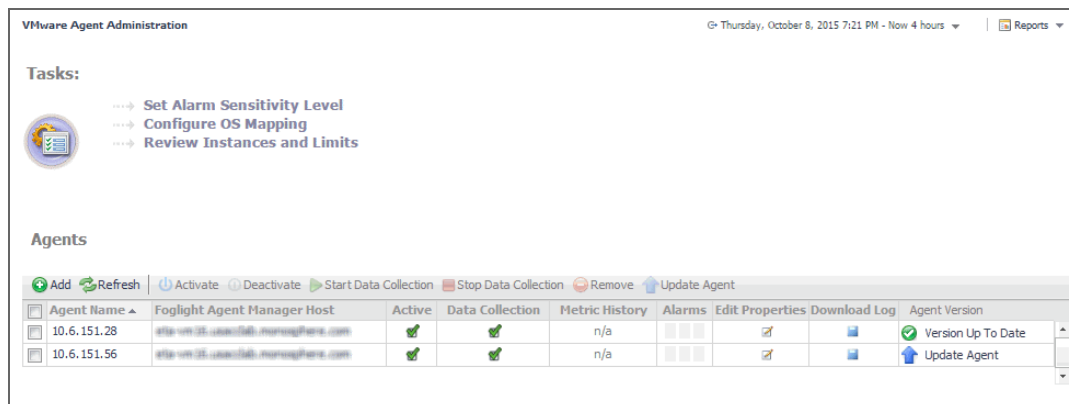 VMware Agent Administration
Thursday, October 8, 2015 7:21 PM - Now 4 hours
Reports
Tasks:
Set Alarm Sensitivity Level
Configure OS Mapping
Review Instances and Limits
Agents
Add Refresh Activate Deactivate Start Data Collection Stop Data Collection Remove Update Agent
Agent Name Foglight Agent Manager Host Active Data Collection Metric History Alarms Edit Properties Download Log Agent Version
10.6.151.28 n/a Version Up To Date
10.6.151.56 n/a Update Agent